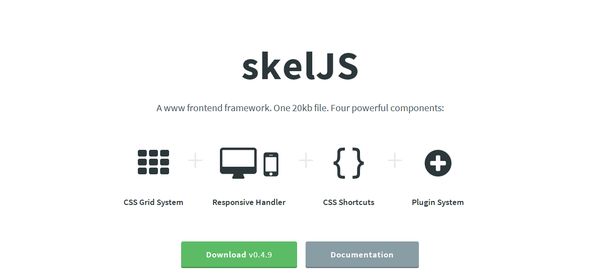 skelJS
A www frontend framework. One 20kb file. Four powerful components:
CSS Grid System
Responsive Handler
CSS Shortcuts
Plugin System
Download v0.4.9
Documentation